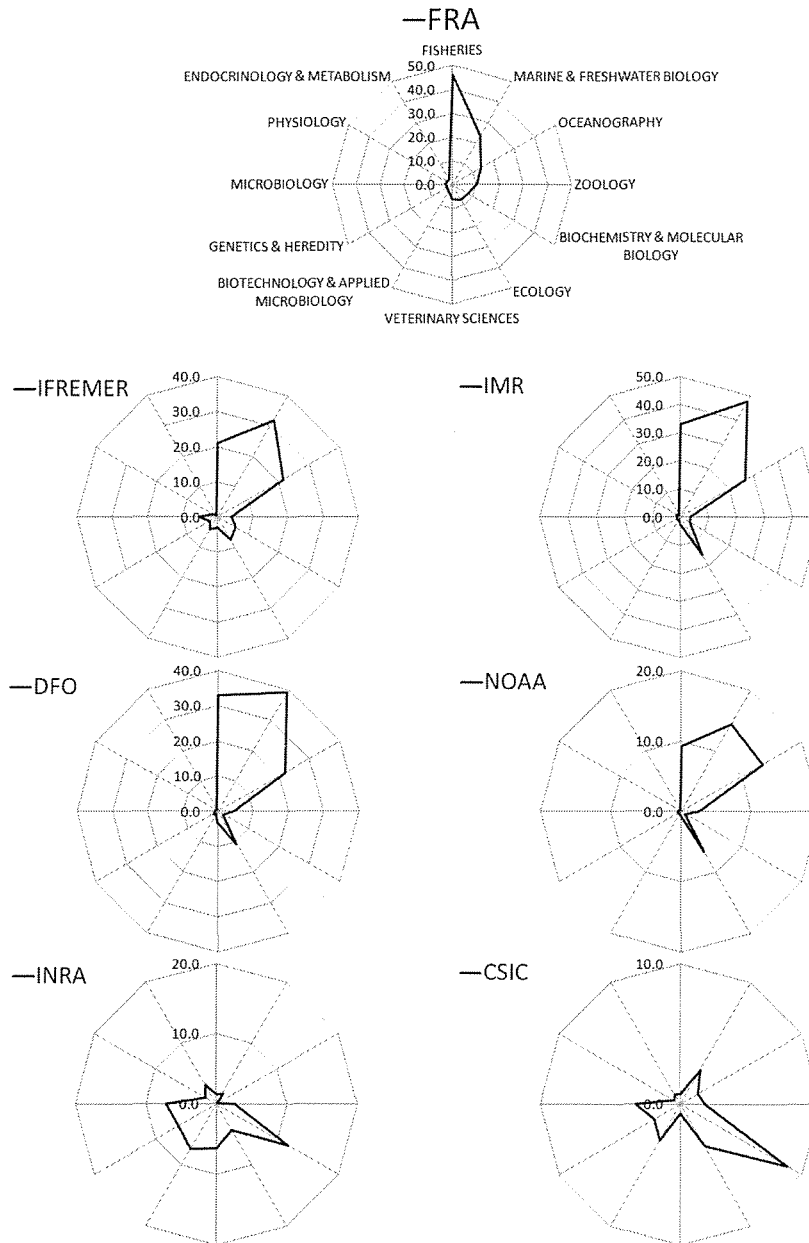 —FRA
FISHERIES
50.0
ENDOCRINOLOGY & METABOLISM
MARINE & FRESHWATER BIOLOGY
40.0
PHYSIOLOGY
30.0
OCEANOGRAPHY
20.0
10.0
MICROBIOLOGY
0.0
ZOOLOGY
GENETICS & HEREDITY
BIOCHEMISTRY & MOLECULAR
BIOLOGY
BIOTECHNOLOGY & APPLIED
MICROBIOLOGY
ECOLOGY
VETERINARY SCIENCES
—IFREMER
40.0
30.0
20.0
10.0
0.0
—IMR
50.0
40.0
30.0
20.0
10.0
0.0
—DFO
40.0
30.0
20.0
10.0
0.0
—NOAA
20.0
10.0
0.0
—INRA
20.0
10.0
0.0
—CSIC
10.0
0.0